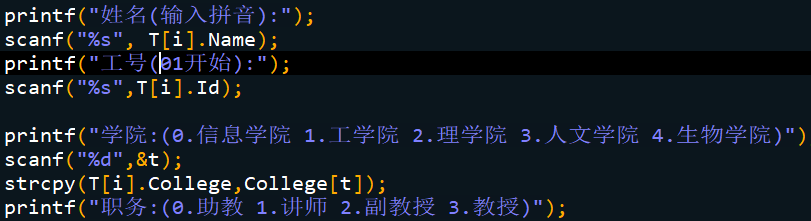 printf("姓名(输入拼音):");
scanf("%s", T[i].Name);
printf("工号(01开始):");
scanf("%s",T[i].Id);
printf("学院:(0.信息学院 1.工学院 2.理学院 3.人文学院 4.生物学院)")
scanf("%d",&t);
strcpy(T[i].College,College[t]);
printf("职务:(0.助教 1.讲师 2.副教授 3.教授)");